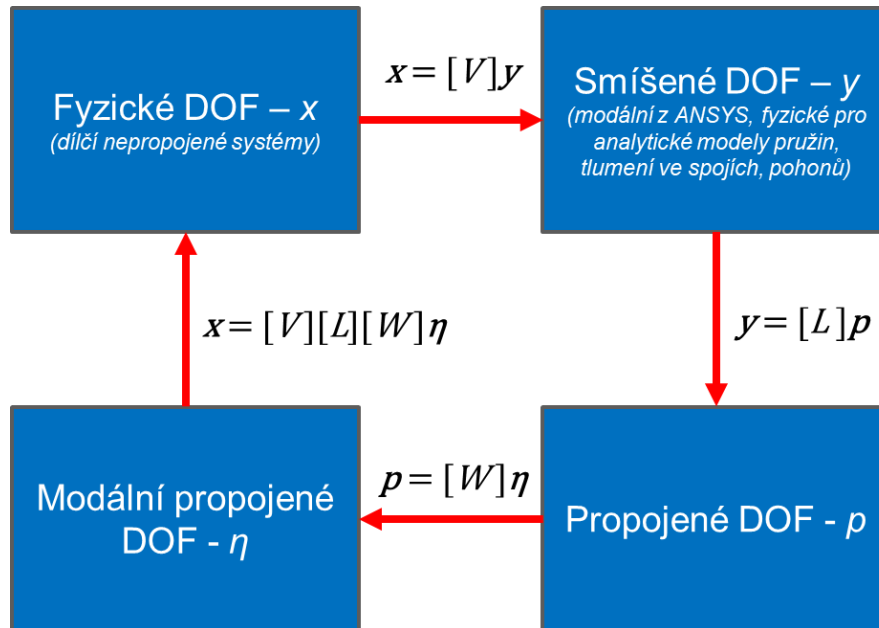 Fyzické DOF – x
(dílčí nepropojené systémy)
x = [V]y
Smíšené DOF – y
(modální z ANSYS, fyzické pro
analytické modely pružin,
tlumení ve spojích, pohonů)
x = [V][L][W]η
y = [L]p
Modální propojené
DOF - η
p = [W]η
Propojené DOF - p